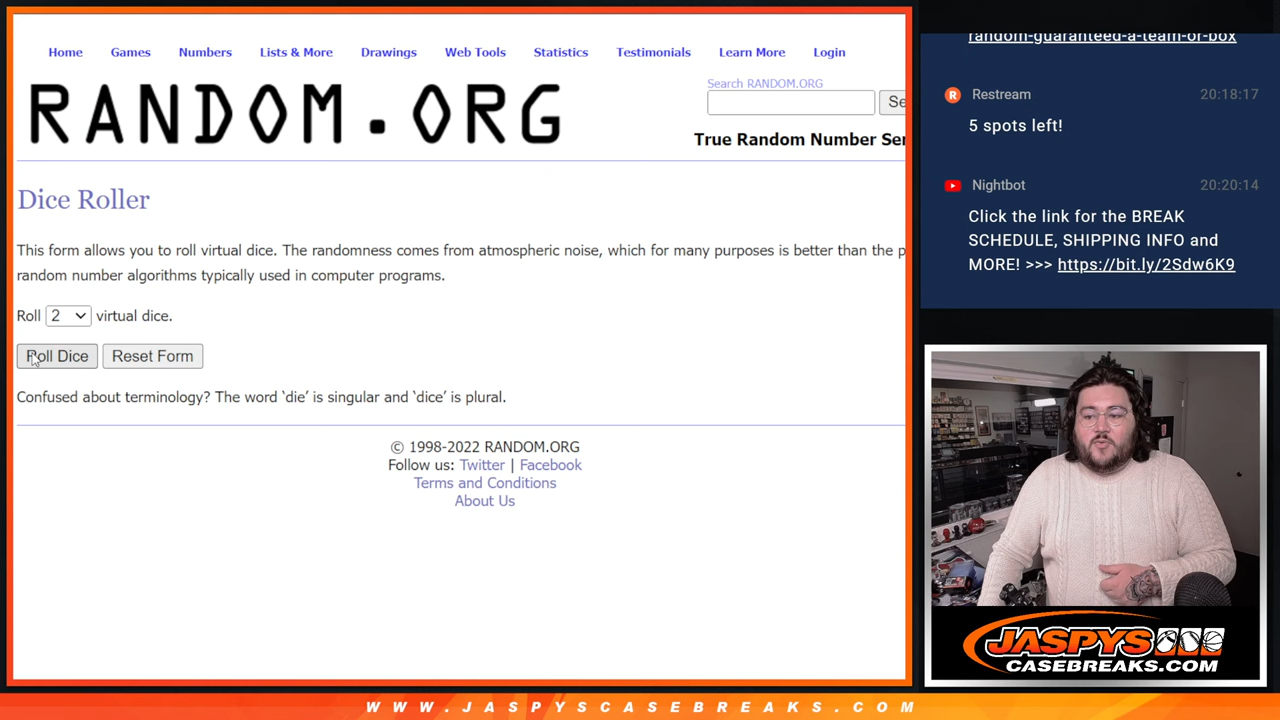 Home Games Numbers Lists & More Drawings Web Tools Statistics Testimonials Learn More Login
RANDOM.ORG
Search RANDOM.ORG
Se
True Random Number Ser
Dice Roller
This form allows you to roll virtual dice. The randomness comes from atmospheric noise, which for many purposes is better than the p
random number algorithms typically used in computer programs.
Roll 2 virtual dice.
Roll Dice Reset Form
Confused about terminology? The word ‘die’ is singular and ‘dice’ is plural.
© 1998-2022 RANDOM.ORG
Follow us: Twitter | Facebook
Terms and Conditions
About Us
random-guaranteed-a-team-or-box
Restream 20:18:17
5 spots left!
Nightbot 20:20:14
Click the link for the BREAK
SCHEDULE, SHIPPING INFO and
MORE! >>> https://bit.ly/2Sdw6K9
JASPYS
CASEBREAKS.COM
WWW.JASPYSCASEBREAKS.COM